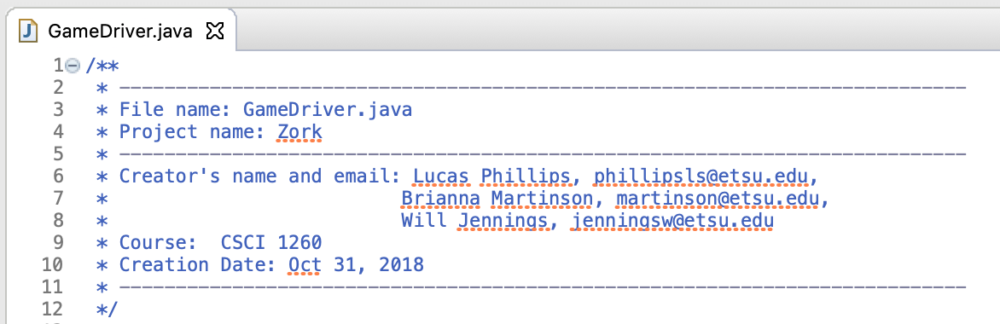 GameDriver.java
1 /**
2 * ---------------------------------------------------------------------------
3 * File name: GameDriver.java
4 * Project name: Zork
5 * ---------------------------------------------------------------------------
6 * Creator's name and email: Lucas Phillips, phillipsls@etsu.edu,
7 * Brianna Martinson, martinson@etsu.edu,
8 * Will Jennings, jenningsw@etsu.edu
9 * Course:  CSCI 1260
10 * Creation Date: Oct 31, 2018
11 * ---------------------------------------------------------------------------
12 */